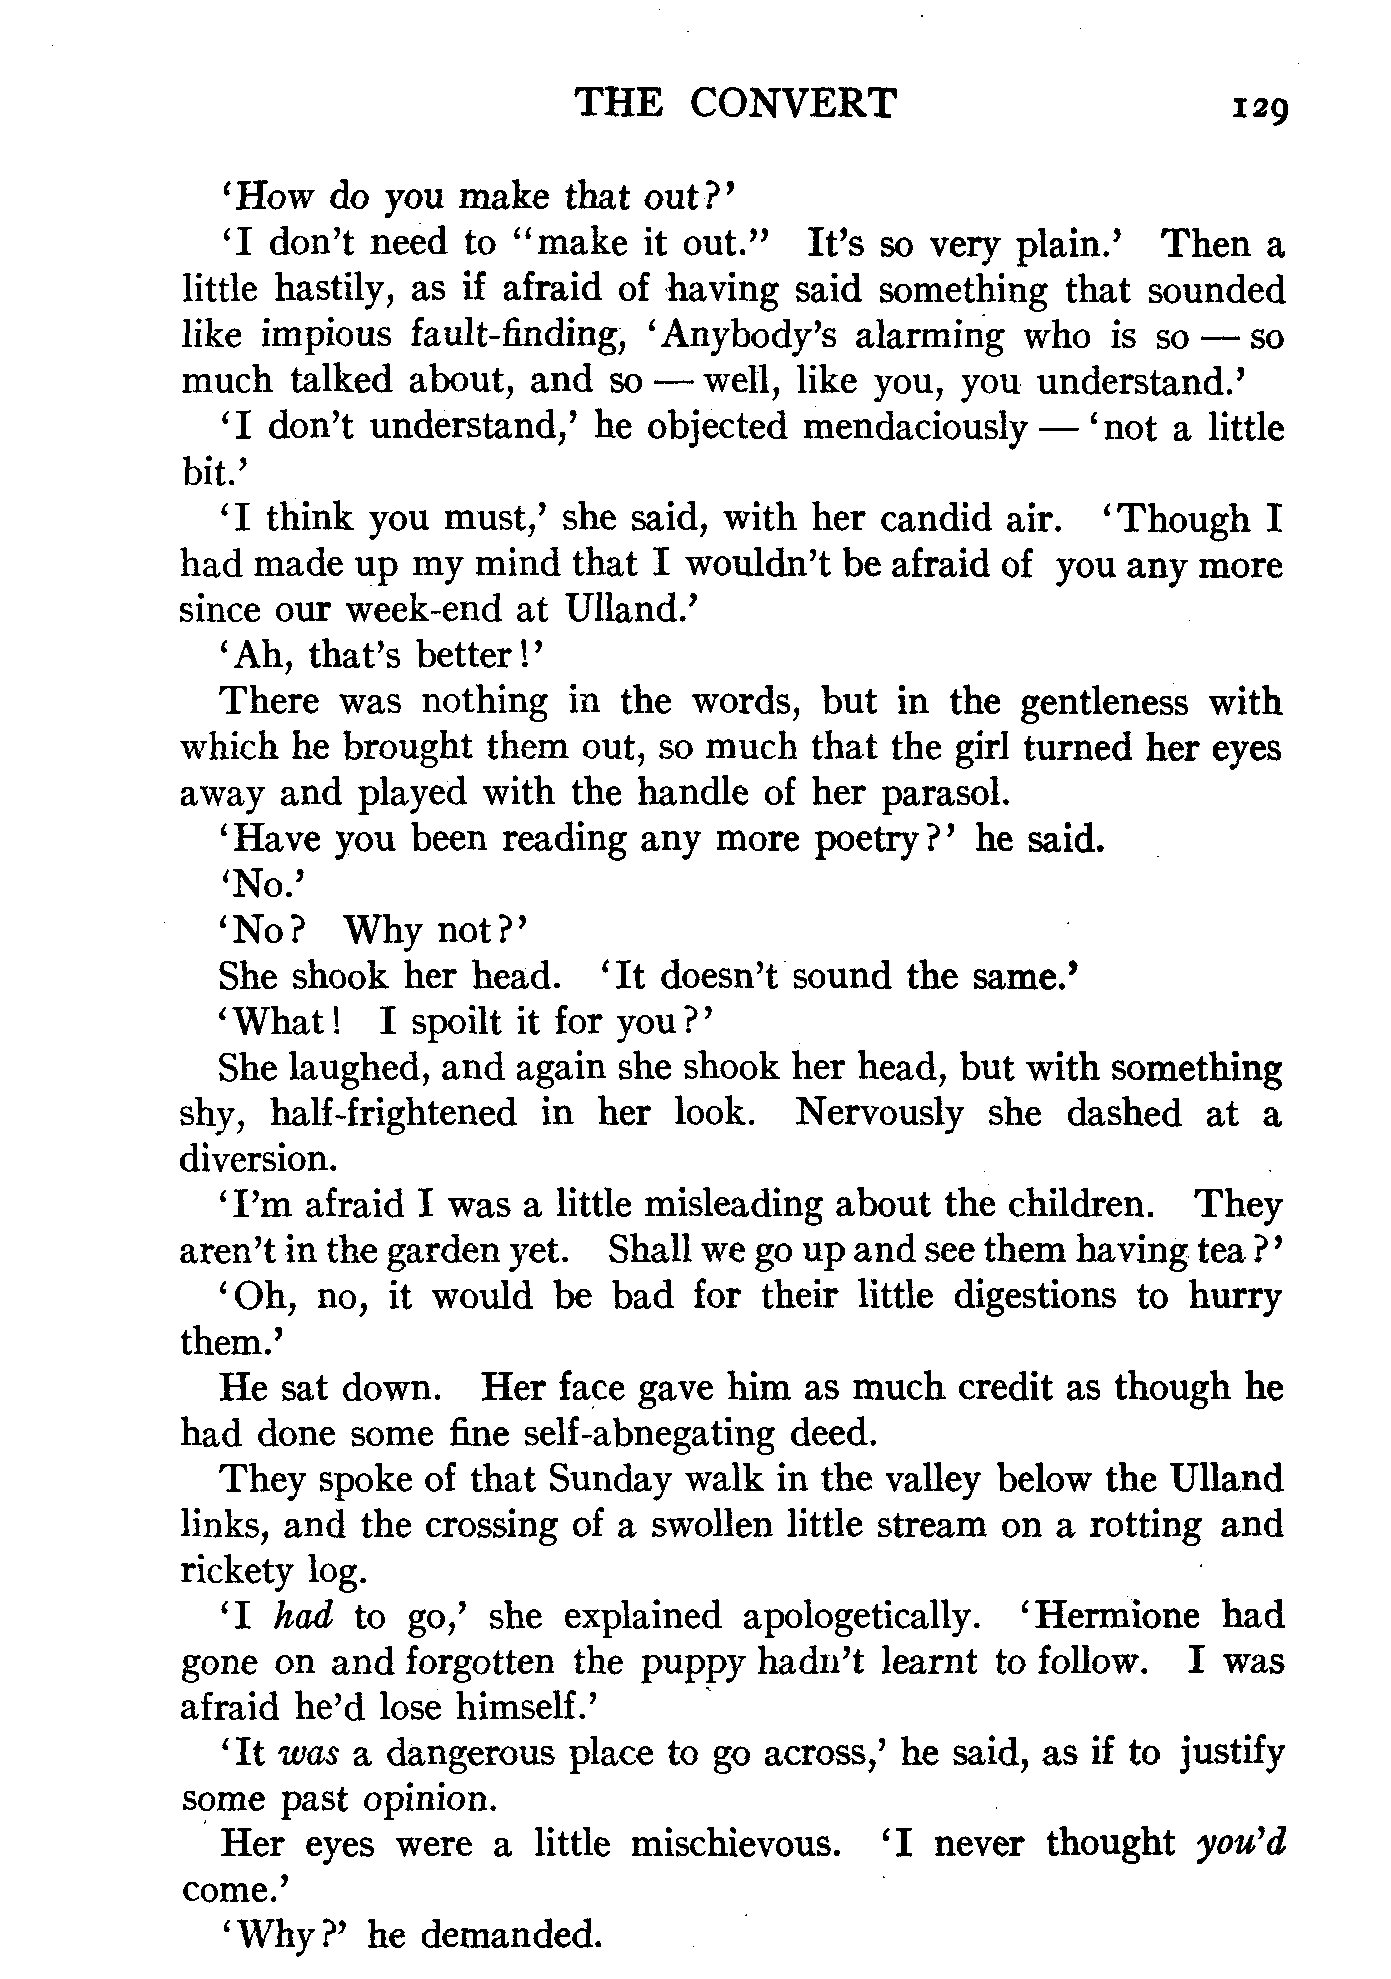 THE CONVERT 129
‘How do you make that out?’
‘I don’t need to “make it out.” It’s so very plain.’ Then a
little hastily, as if afraid of having said something that sounded
like impious fault-finding, ‘Anybody’s alarming who is so — so
much talked about, and so — well, like you, you understand.’
‘I don’t understand,’ he objected mendaciously — ‘not a little
bit.’
‘I think you must,’ she said, with her candid air. ‘Though I
had made up my mind that I wouldn’t be afraid of you any more
since our week-end at Ulland.’
‘Ah, that’s better!’
There was nothing in the words, but in the gentleness with
which he brought them out, so much that the girl turned her eyes
away and played with the handle of her parasol.
‘Have you been reading any more poetry?’ he said.
‘No.’
‘No? Why not?’
She shook her head. ‘It doesn’t sound the same.’
‘What! I spoilt it for you?’
She laughed, and again she shook her head, but with something
shy, half-frightened in her look. Nervously she dashed at a
diversion.
‘I’m afraid I was a little misleading about the children. They
aren’t in the garden yet. Shall we go up and see them having tea?’
‘Oh, no, it would be bad for their little digestions to hurry
them.’
He sat down. Her face gave him as much credit as though he
had done some fine self-abnegating deed.
They spoke of that Sunday walk in the valley below the Ulland
links, and the crossing of a swollen little stream on a rotting and
rickety log.
‘I had to go,’ she explained apologetically. ‘Hermione had
gone on and forgotten the puppy hadn’t learnt to follow. I was
afraid he’d lose himself.’
‘It was a dangerous place to go across,’ he said, as if to justify
some past opinion.
Her eyes were a little mischievous. ‘I never thought you’d
come.’
‘Why?’ he demanded.